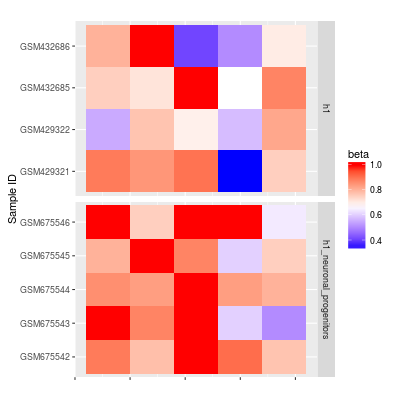 GSM432686
GSM432685
GSM429322
GSM429321
h1
GSM675546
GSM675545
GSM675544
GSM675543
GSM675542
h1_neuronal_progenitors
Sample ID
beta
1.0
0.8
0.6
0.4